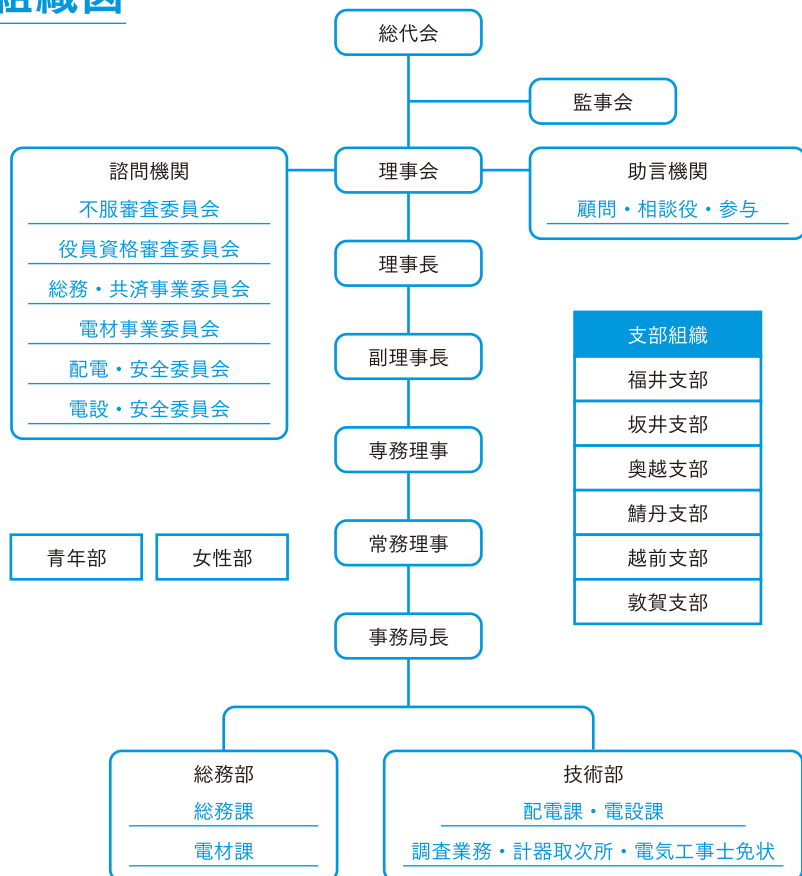 組織図
総代会
監事会
諮問機関
不服審査委員会
役員資格審査委員会
総務・共済事業委員会
電材事業委員会
配電・安全委員会
電設・安全委員会
理事会
助言機関
顧問・相談役・参与
理事長
副理事長
専務理事
常務理事
事務局長
支部組織
福井支部
坂井支部
奥越支部
鯖丹支部
越前支部
敦賀支部
青年部
女性部
総務部
総務課
電材課
技術部
配電課・電設課
調査業務・計器取次所・電気工事士免状